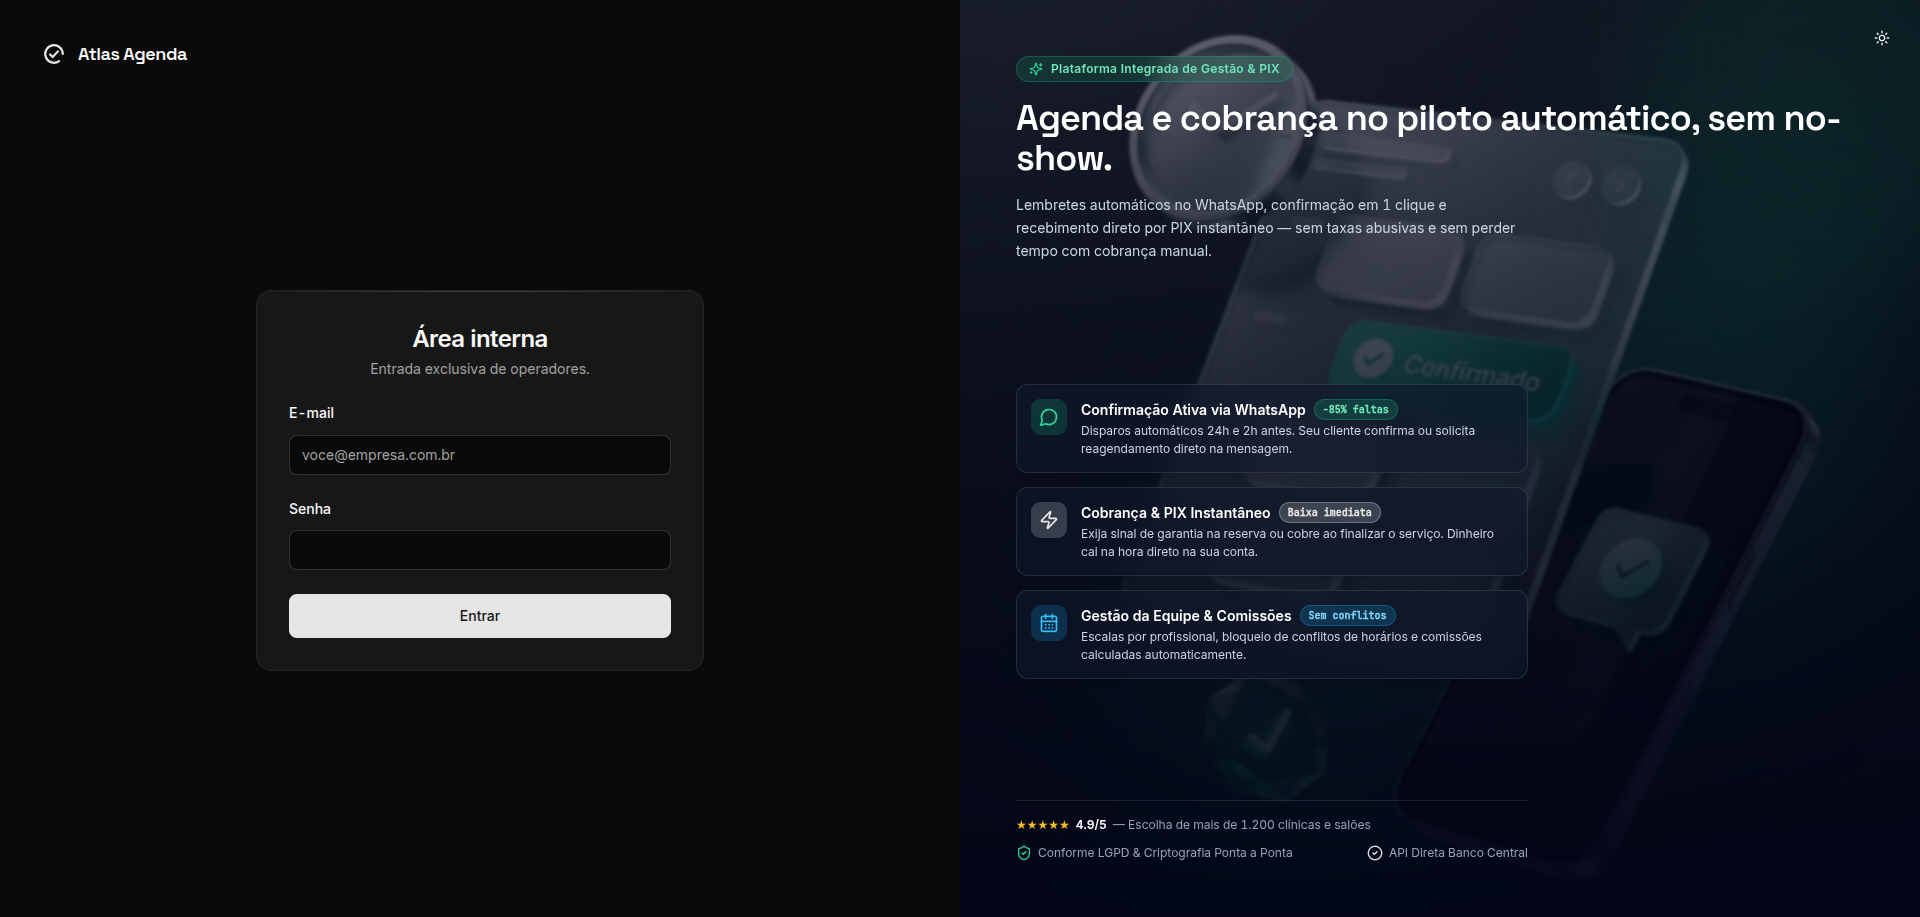 Atlas Agenda
Área interna
Entrada exclusiva de operadores.
E-mail
voce@empresa.com.br
Senha
Entrar
Plataforma Integrada de Gestão & PIX
Agenda e cobrança no piloto automático, sem no-
show.
Lembretes automáticos no WhatsApp, confirmação em 1 clique e
recebimento direto por PIX instantâneo — sem taxas abusivas e sem perder
tempo com cobrança manual.
Confirmado
Confirmação Ativa via WhatsApp -85% faltas
Disparos automáticos 24h e 2h antes. Seu cliente confirma ou solicita
reagendamento direto na mensagem.
Cobrança & PIX Instantâneo Baixa imediata
Exija sinal de garantia na reserva ou cobre ao finalizar o serviço. Dinheiro
cai na hora direto na sua conta.
Gestão da Equipe & Comissões Sem conflitos
Escalas por profissional, bloqueio de conflitos de horários e comissões
calculadas automaticamente.
★★★★★ 4.9/5 — Escolha de mais de 1.200 clínicas e salões
Conforme LGPD & Criptografia Ponta a Ponta
API Direta Banco Central